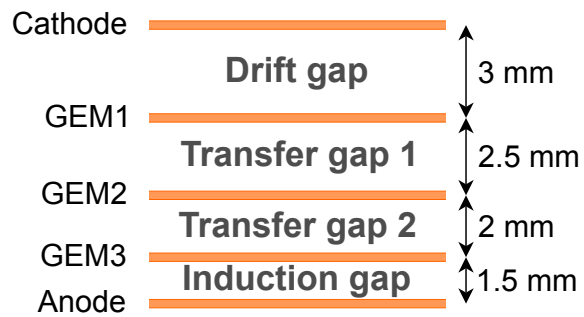 Cathode
Drift gap
3 mm
GEM1
Transfer gap 1
2.5 mm
GEM2
Transfer gap 2
2 mm
GEM3
Induction gap
1.5 mm
Anode